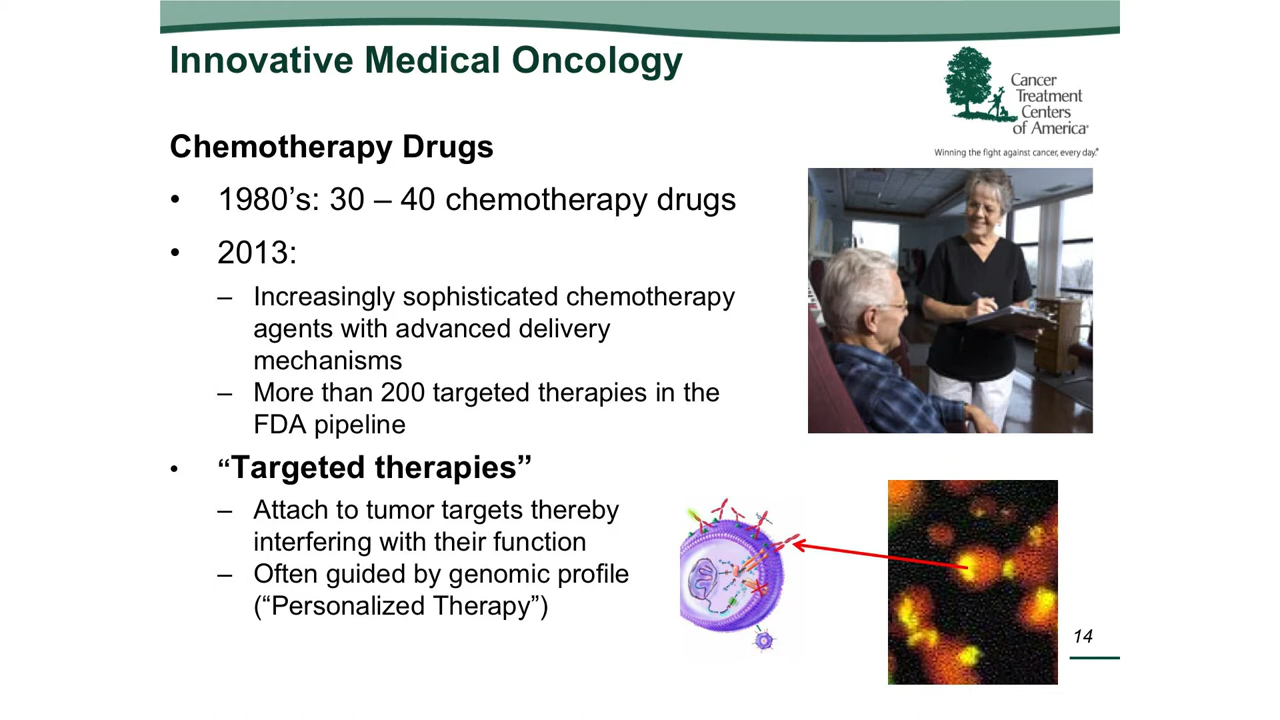 Innovative Medical Oncology
Cancer
Treatment
Centers
of America®
Winning the fight against cancer, every day.®
Chemotherapy Drugs
• 1980’s: 30 – 40 chemotherapy drugs
• 2013:
– Increasingly sophisticated chemotherapy
agents with advanced delivery
mechanisms
– More than 200 targeted therapies in the
FDA pipeline
• “Targeted therapies”
– Attach to tumor targets thereby
interfering with their function
– Often guided by genomic profile
(“Personalized Therapy”)
14